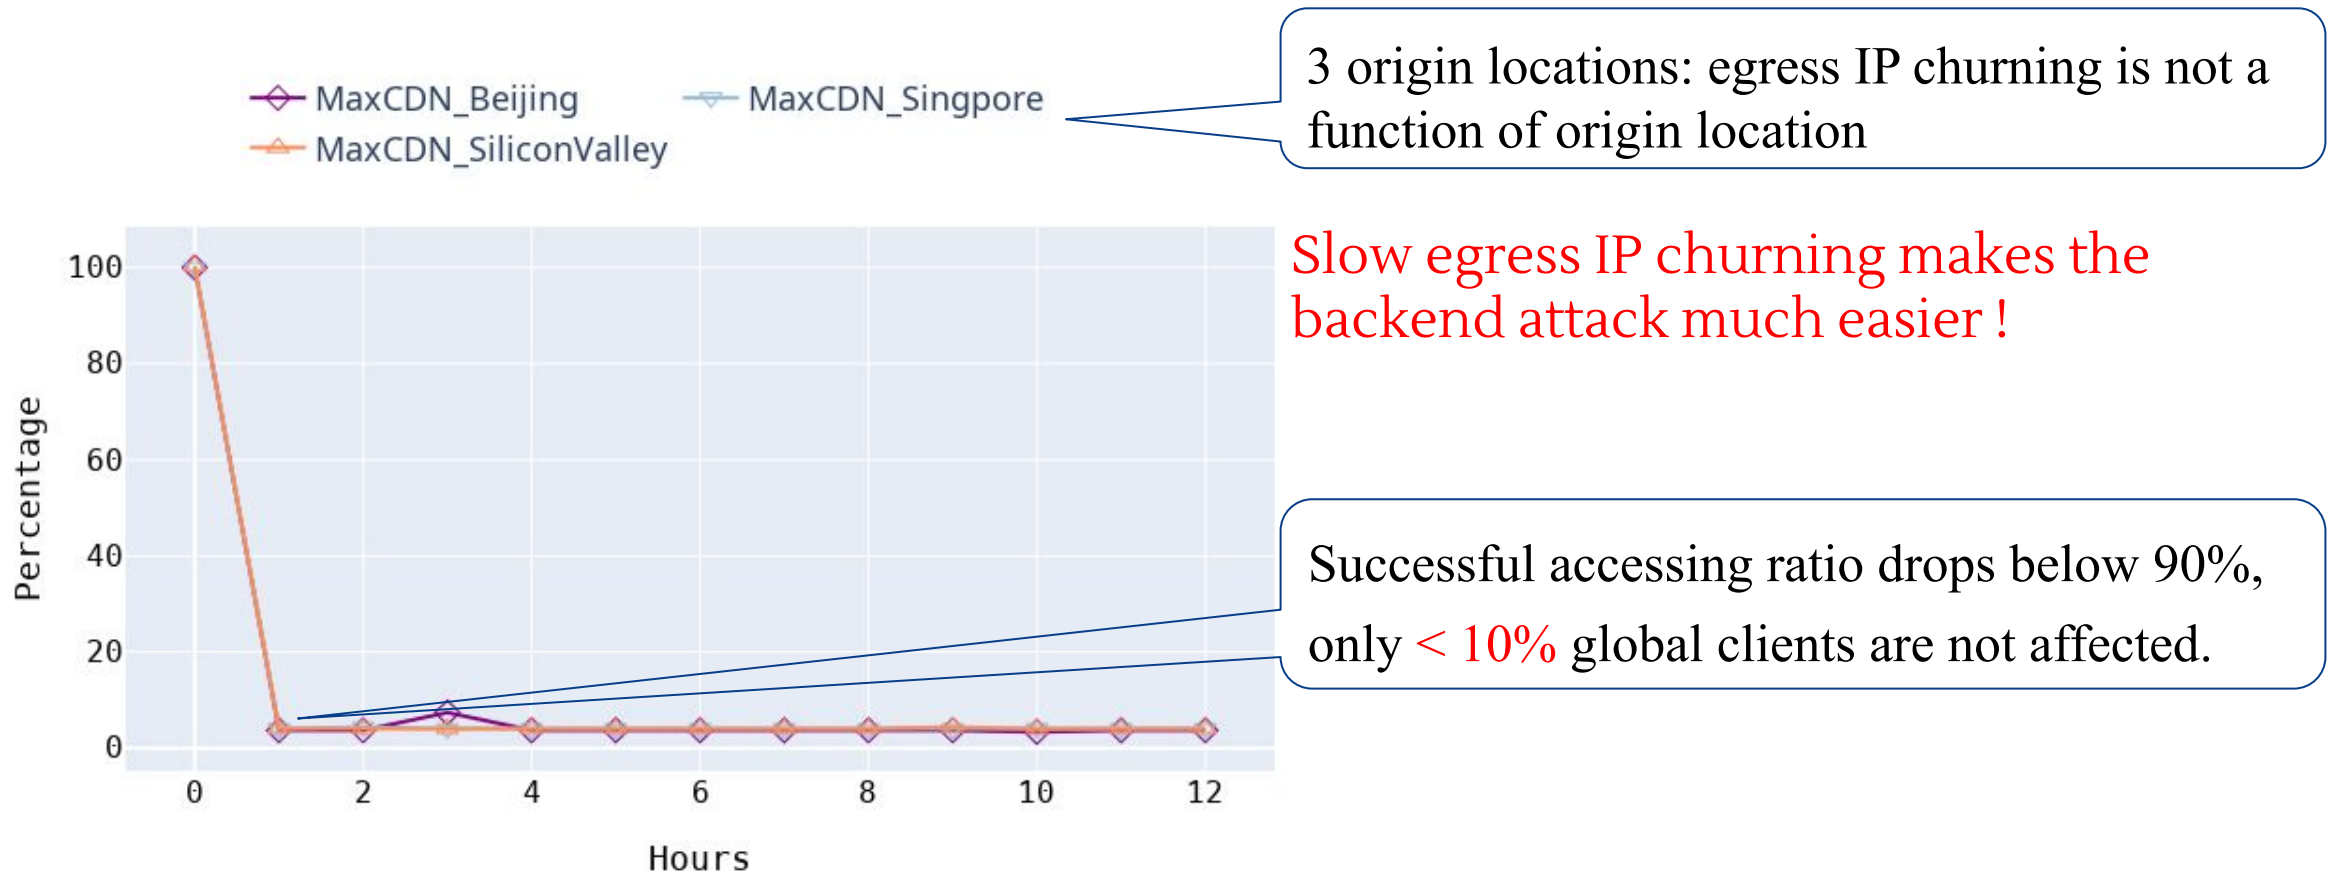 MaxCDN_Beijing
MaxCDN_Singpore
MaxCDN_SiliconValley
3 origin locations: egress IP churning is not a
function of origin location
Slow egress IP churning makes the
backend attack much easier !
Percentage
100
80
60
40
20
0
0 2 4 6 8 10 12
Hours
Successful accessing ratio drops below 90%,
only < 10% global clients are not affected.